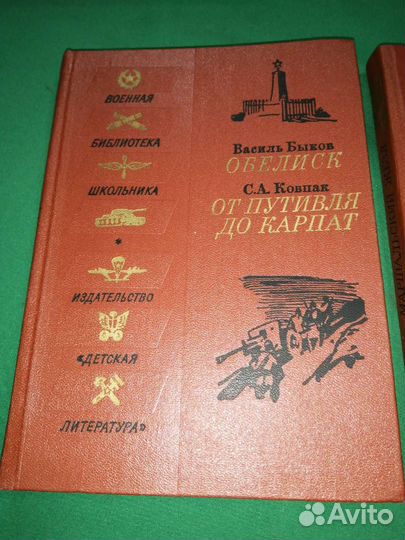 ВОЕННАЯ
БИБЛИОТЕКА
ШКОЛЬНИКА
*
ИЗДАТЕЛЬСТВО
«ДЕТСКАЯ
ЛИТЕРАТУРА»
Василь Быков
ОБЕЛИСК
С.А. Ковпак
ОТ ПУТИВЛЯ
ДО КАРПАТ
Avito